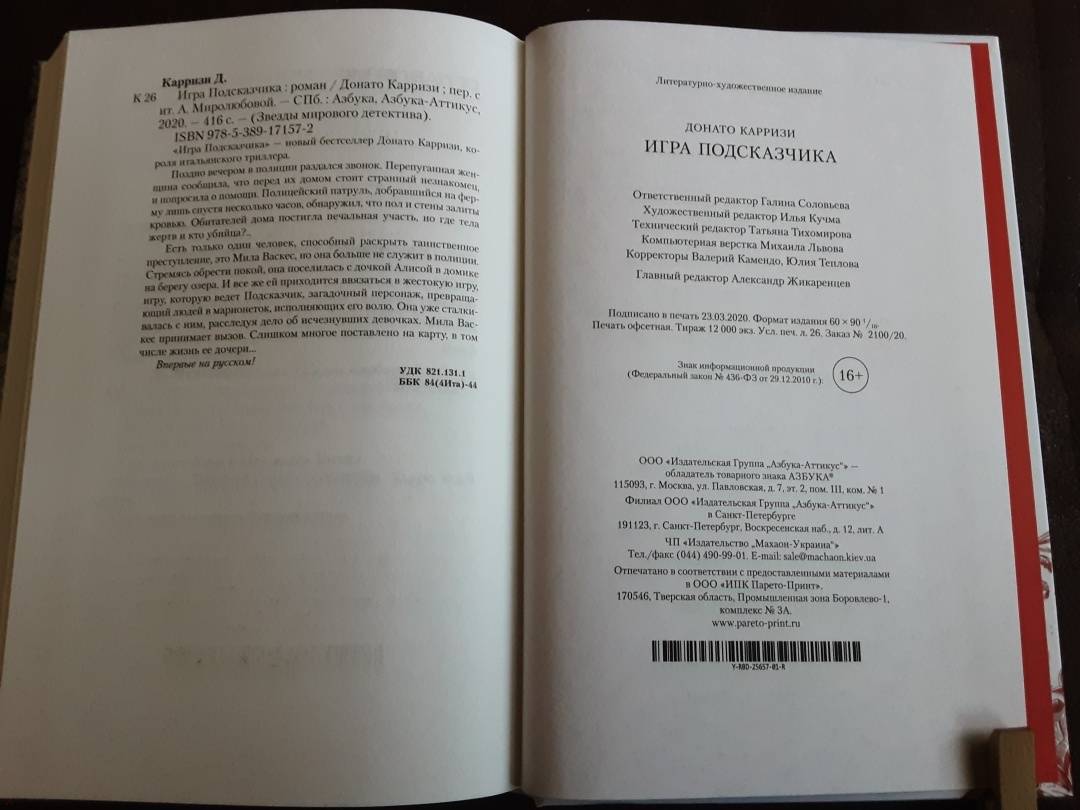 Карризи Д.
К 26 Игра Подсказчика : роман / Донато Карризи ; пер. с
ит. А. Миролюбовой. — СПб. : Азбука, Азбука-Аттикус,
2020. — 416 с. — (Звезды мирового детектива).
ISBN 978-5-389-17157-2
«Игра Подсказчика» — новый бестселлер Донато Карризи, ко-
роля итальянского триллера.
Поздно вечером в полиции раздался звонок. Перепуганная жен-
щина сообщила, что перед их домом стоит странный незнакомец,
и попросила о помощи. Полицейский патруль, добравшийся на фер-
му лишь спустя несколько часов, обнаружил, что пол и стены залиты
кровью. Обитателей дома постигла печальная участь, но где тела
жертв и кто убийца?..
Есть только один человек, способный раскрыть таинственное
преступление, это Мила Васкес, но она больше не служит в полиции.
Стремясь обрести покой, она поселилась с дочкой Алисой в домике
на берегу озера. И все же ей приходится ввязаться в жестокую игру,
игру, которую ведет Подсказчик, загадочный персонаж, превраща-
ющий людей в марионеток, исполняющих его волю. Она уже сталки-
валась с ним, расследуя дело об исчезнувших девочках. Мила Вас-
кес принимает вызов. Слишком многое поставлено на карту, в том
числе жизнь ее дочери...
Впервые на русском!
УДК 821.131.1
ББК 84(4Ита)-44
Литературно-художественное издание
ДОНАТО КАРРИЗИ
ИГРА ПОДСКАЗЧИКА
Ответственный редактор Галина Соловьева
Художественный редактор Илья Кучма
Технический редактор Татьяна Тихомирова
Компьютерная верстка Михаила Львова
Корректоры Валерий Камендо, Юлия Теплова
Главный редактор Александр Жикаренцев
Подписано в печать 23.03.2020. Формат издания 60 × 90 1/16.
Печать офсетная. Тираж 12 000 экз. Усл. печ. л. 26. Заказ № 2100/20.
Знак информационной продукции
(Федеральный закон № 436-ФЗ от 29.12.2010 г.): 16+
ООО «Издательская Группа „Азбука-Аттикус“» —
обладатель товарного знака АЗБУКА®
115093, г. Москва, ул. Павловская, д. 7, эт. 2, пом. III, ком. № 1
Филиал ООО «Издательская Группа „Азбука-Аттикус“»
в Санкт-Петербурге
191123, г. Санкт-Петербург, Воскресенская наб., д. 12, лит. А
ЧП «Издательство „Махаон-Украина“»
Тел./факс (044) 490-99-01. E-mail: sale@machaon.kiev.ua
Отпечатано в соответствии с предоставленными материалами
в ООО «ИПК Парето-Принт».
170546, Тверская область, Промышленная зона Боровлево-1,
комплекс № 3А.
www.pareto-print.ru
Y-RBD-25657-01-R